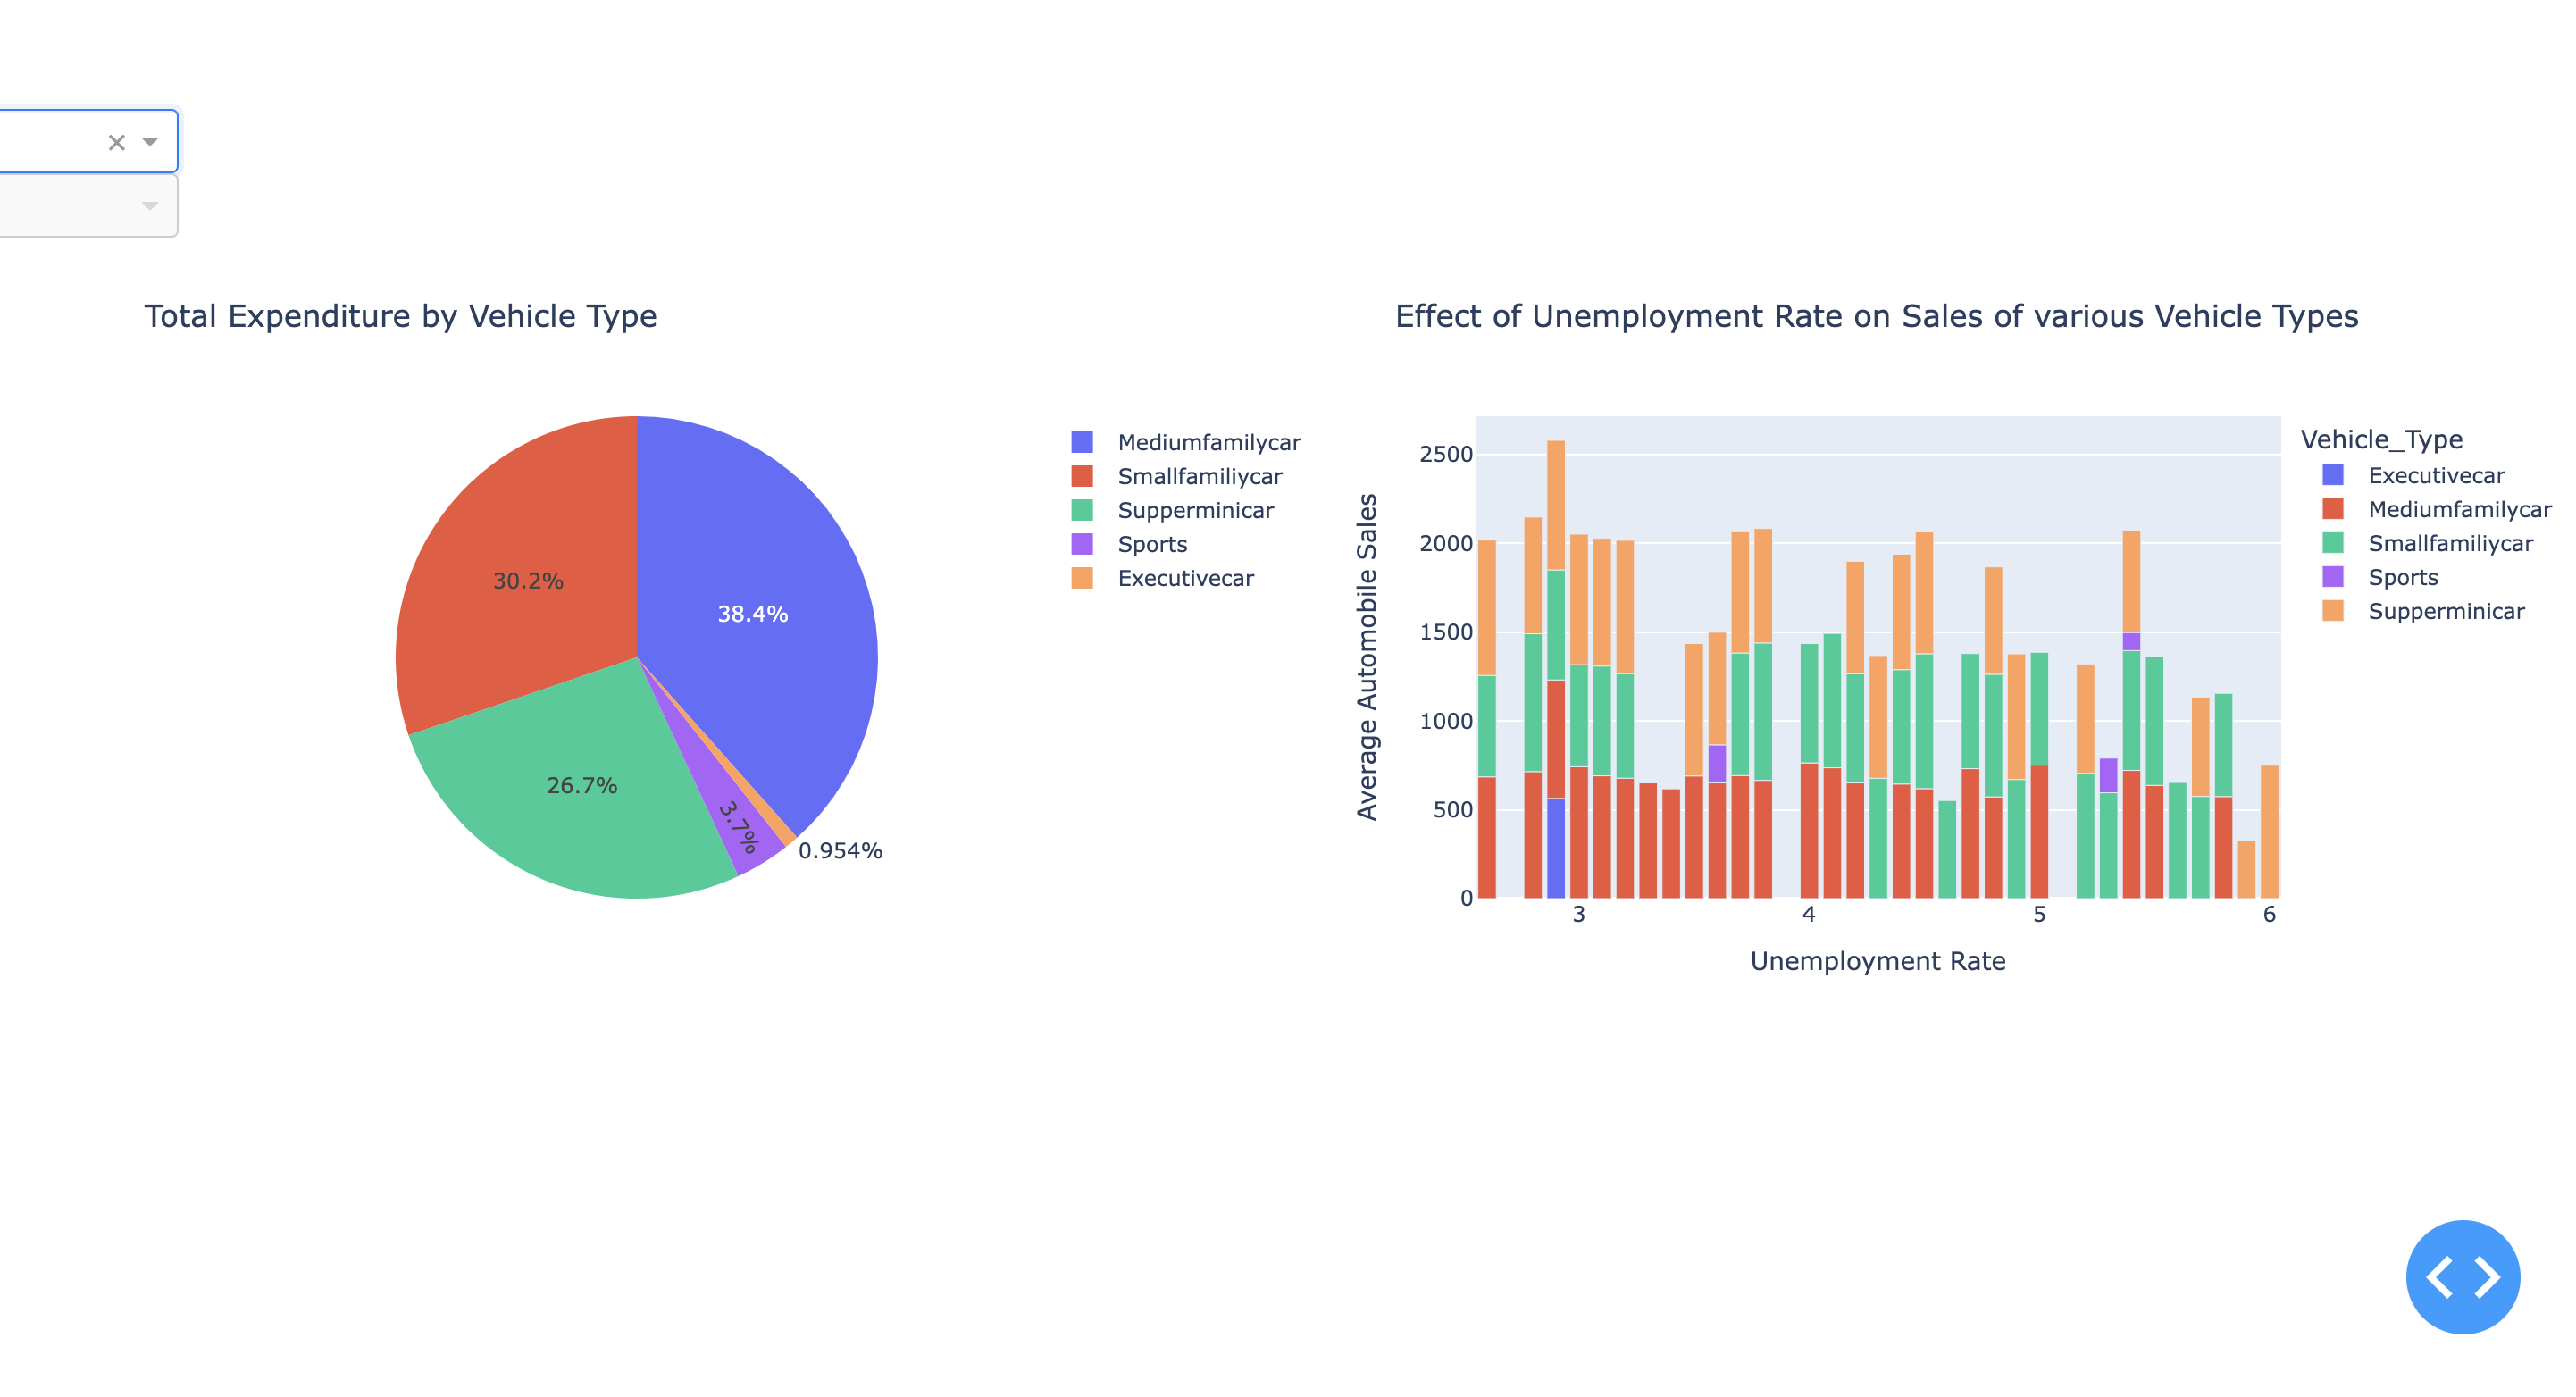 Total Expenditure by Vehicle Type
38.4%
30.2%
26.7%
3.7%
0.954%
Mediumfamilycar
Smallfamiliycar
Supperminicar
Sports
Executivecar
Effect of Unemployment Rate on Sales of various Vehicle Types
Average Automobile Sales
2500
2000
1500
1000
500
0
3
4
5
6
Unemployment Rate
Vehicle_Type
Executivecar
Mediumfamilycar
Smallfamiliycar
Sports
Supperminicar